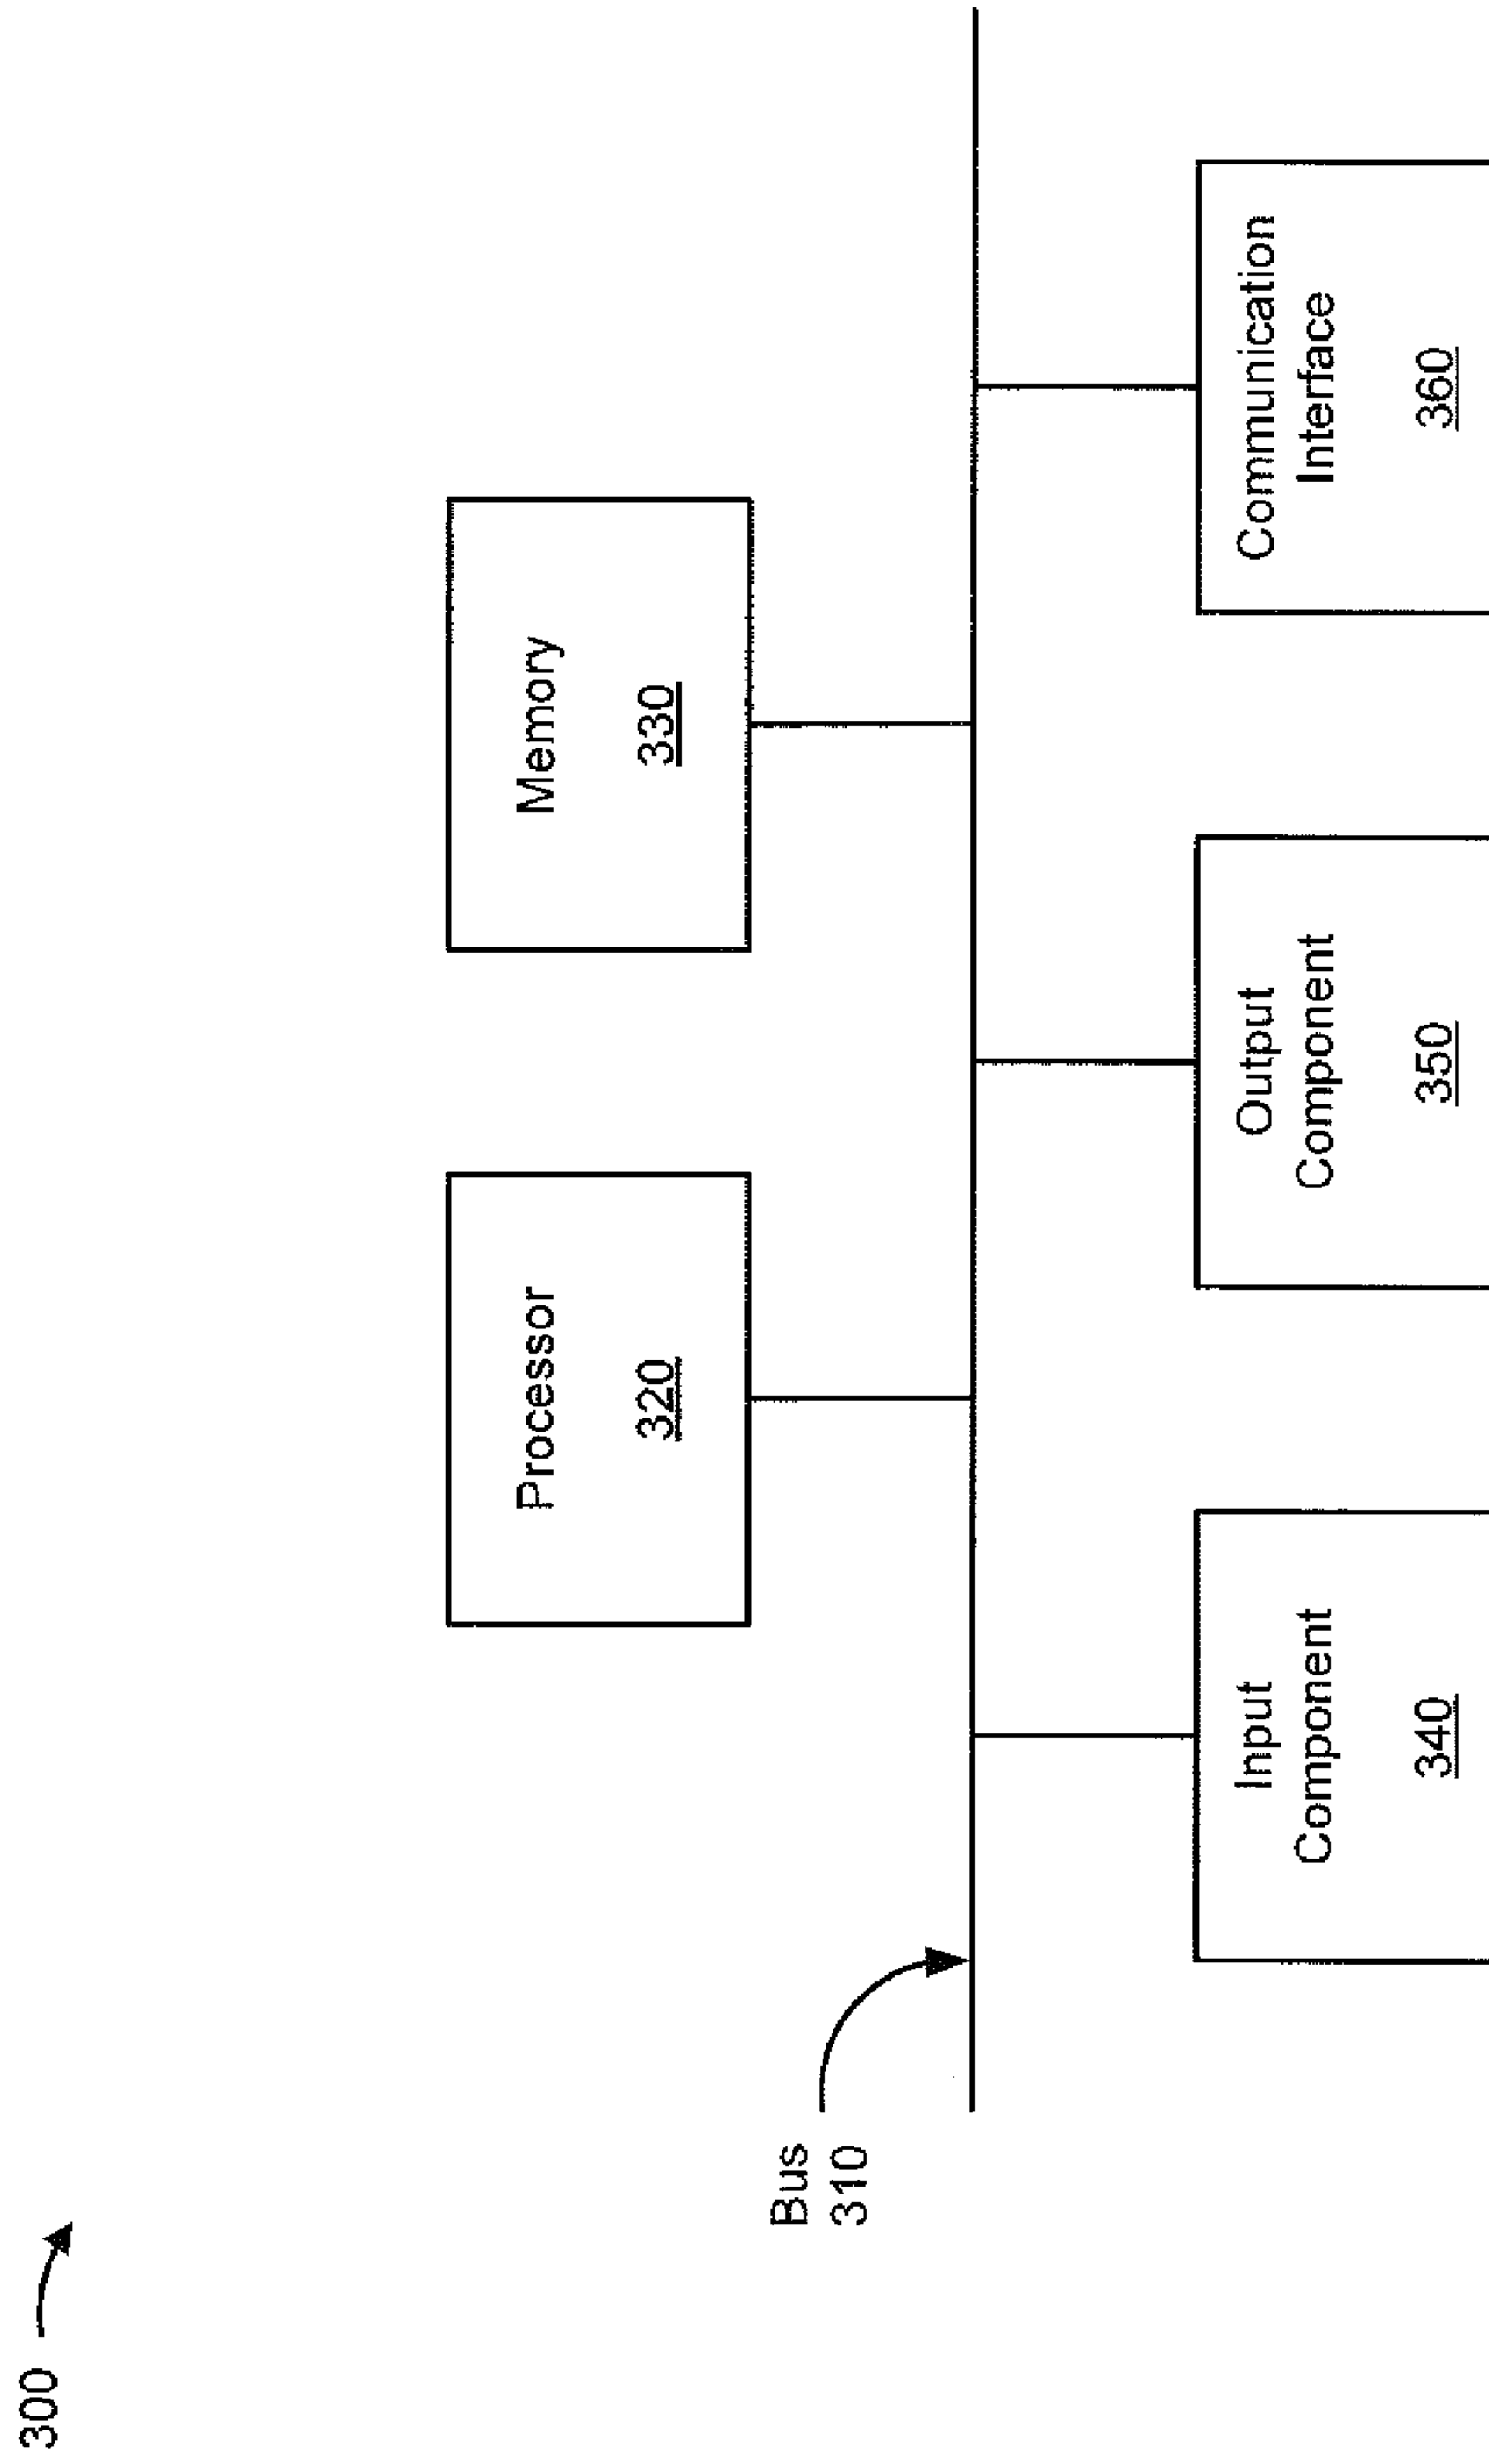 300
Processor
320
Memory
330
Bus
310
Input
Component
340
Output
Component
350
Communication
Interface
360